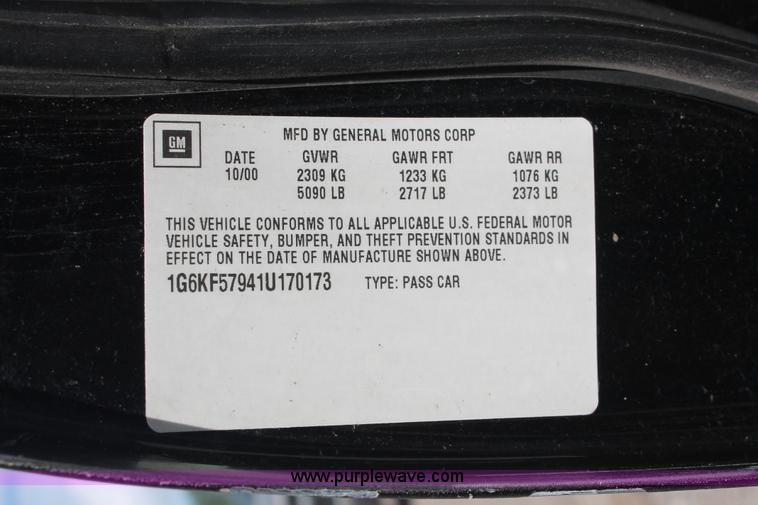 GM
MFD BY GENERAL MOTORS CORP
DATE GVWR GAWR FRT GAWR RR
10/00 2309 KG 1233 KG 1076 KG
5090 LB 2717 LB 2373 LB
THIS VEHICLE CONFORMS TO ALL APPLICABLE U.S. FEDERAL MOTOR
VEHICLE SAFETY, BUMPER, AND THEFT PREVENTION STANDARDS IN
EFFECT ON THE DATE OF MANUFACTURE SHOWN ABOVE.
1G6KF57941U170173 TYPE: PASS CAR
www.purplewave.com